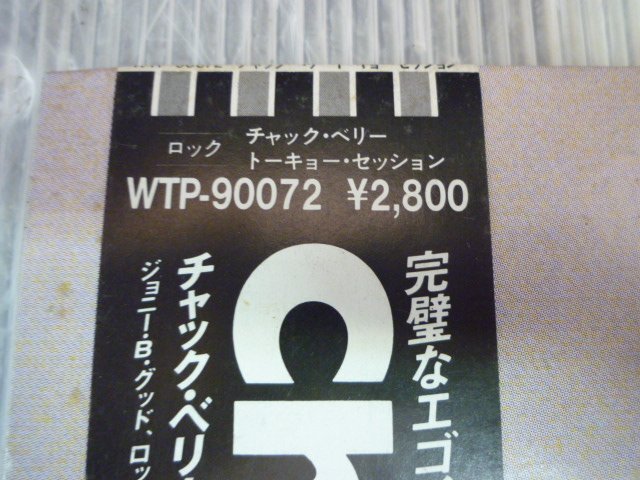 ロック
チャック・ベリー
トーキョー・セッション
WTP-90072 ¥2,800
完璧なエゴ
C
チャック・ベリ
ジョニー・B・グッド、ロッ